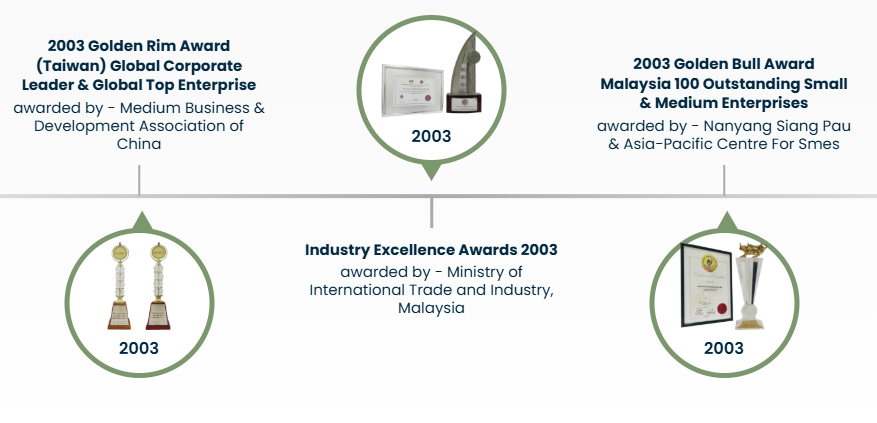 2003 Golden Rim Award
(Taiwan) Global Corporate
Leader & Global Top Enterprise
awarded by - Medium Business &
Development Association of
China
2003
2003
Industry Excellence Awards 2003
awarded by - Ministry of
International Trade and Industry,
Malaysia
2003 Golden Bull Award
Malaysia 100 Outstanding Small
& Medium Enterprises
awarded by - Nanyang Siang Pau
& Asia-Pacific Centre For Smes
2003